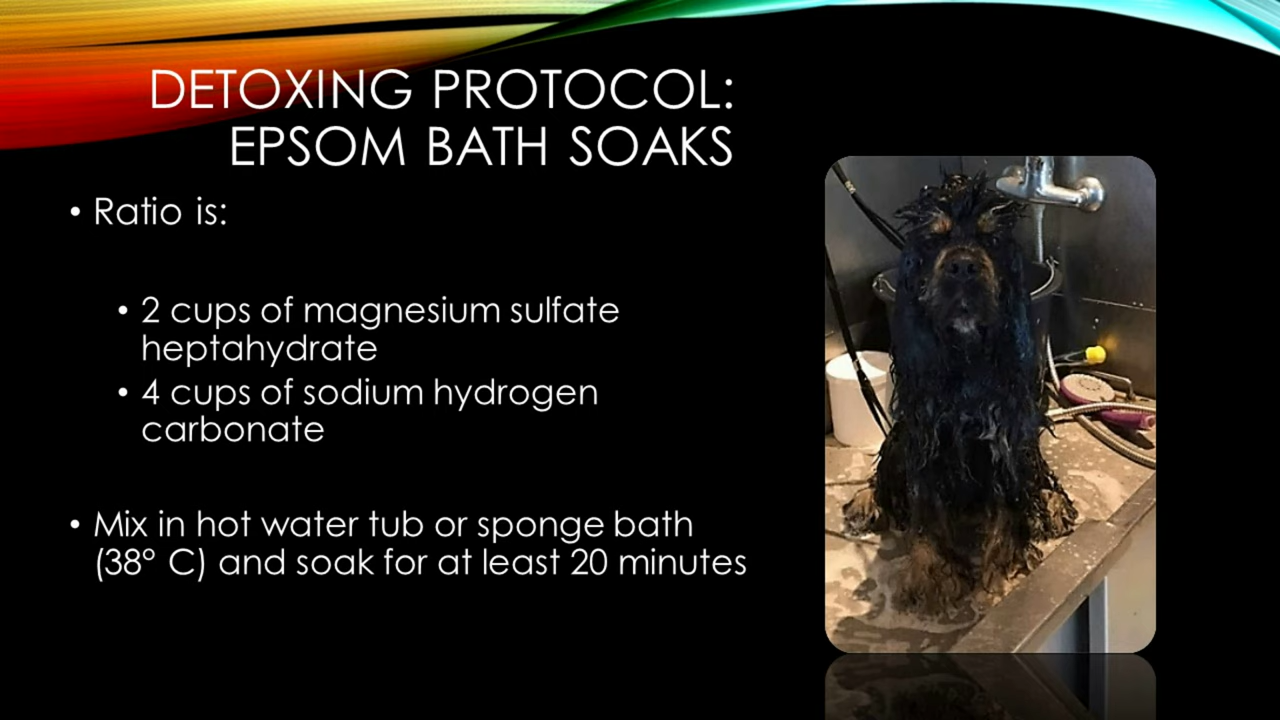 DETOXING PROTOCOL:
EPSOM BATH SOAKS
• Ratio is:
• 2 cups of magnesium sulfate
heptahydrate
• 4 cups of sodium hydrogen
carbonate
• Mix in hot water tub or sponge bath
(38° C) and soak for at least 20 minutes